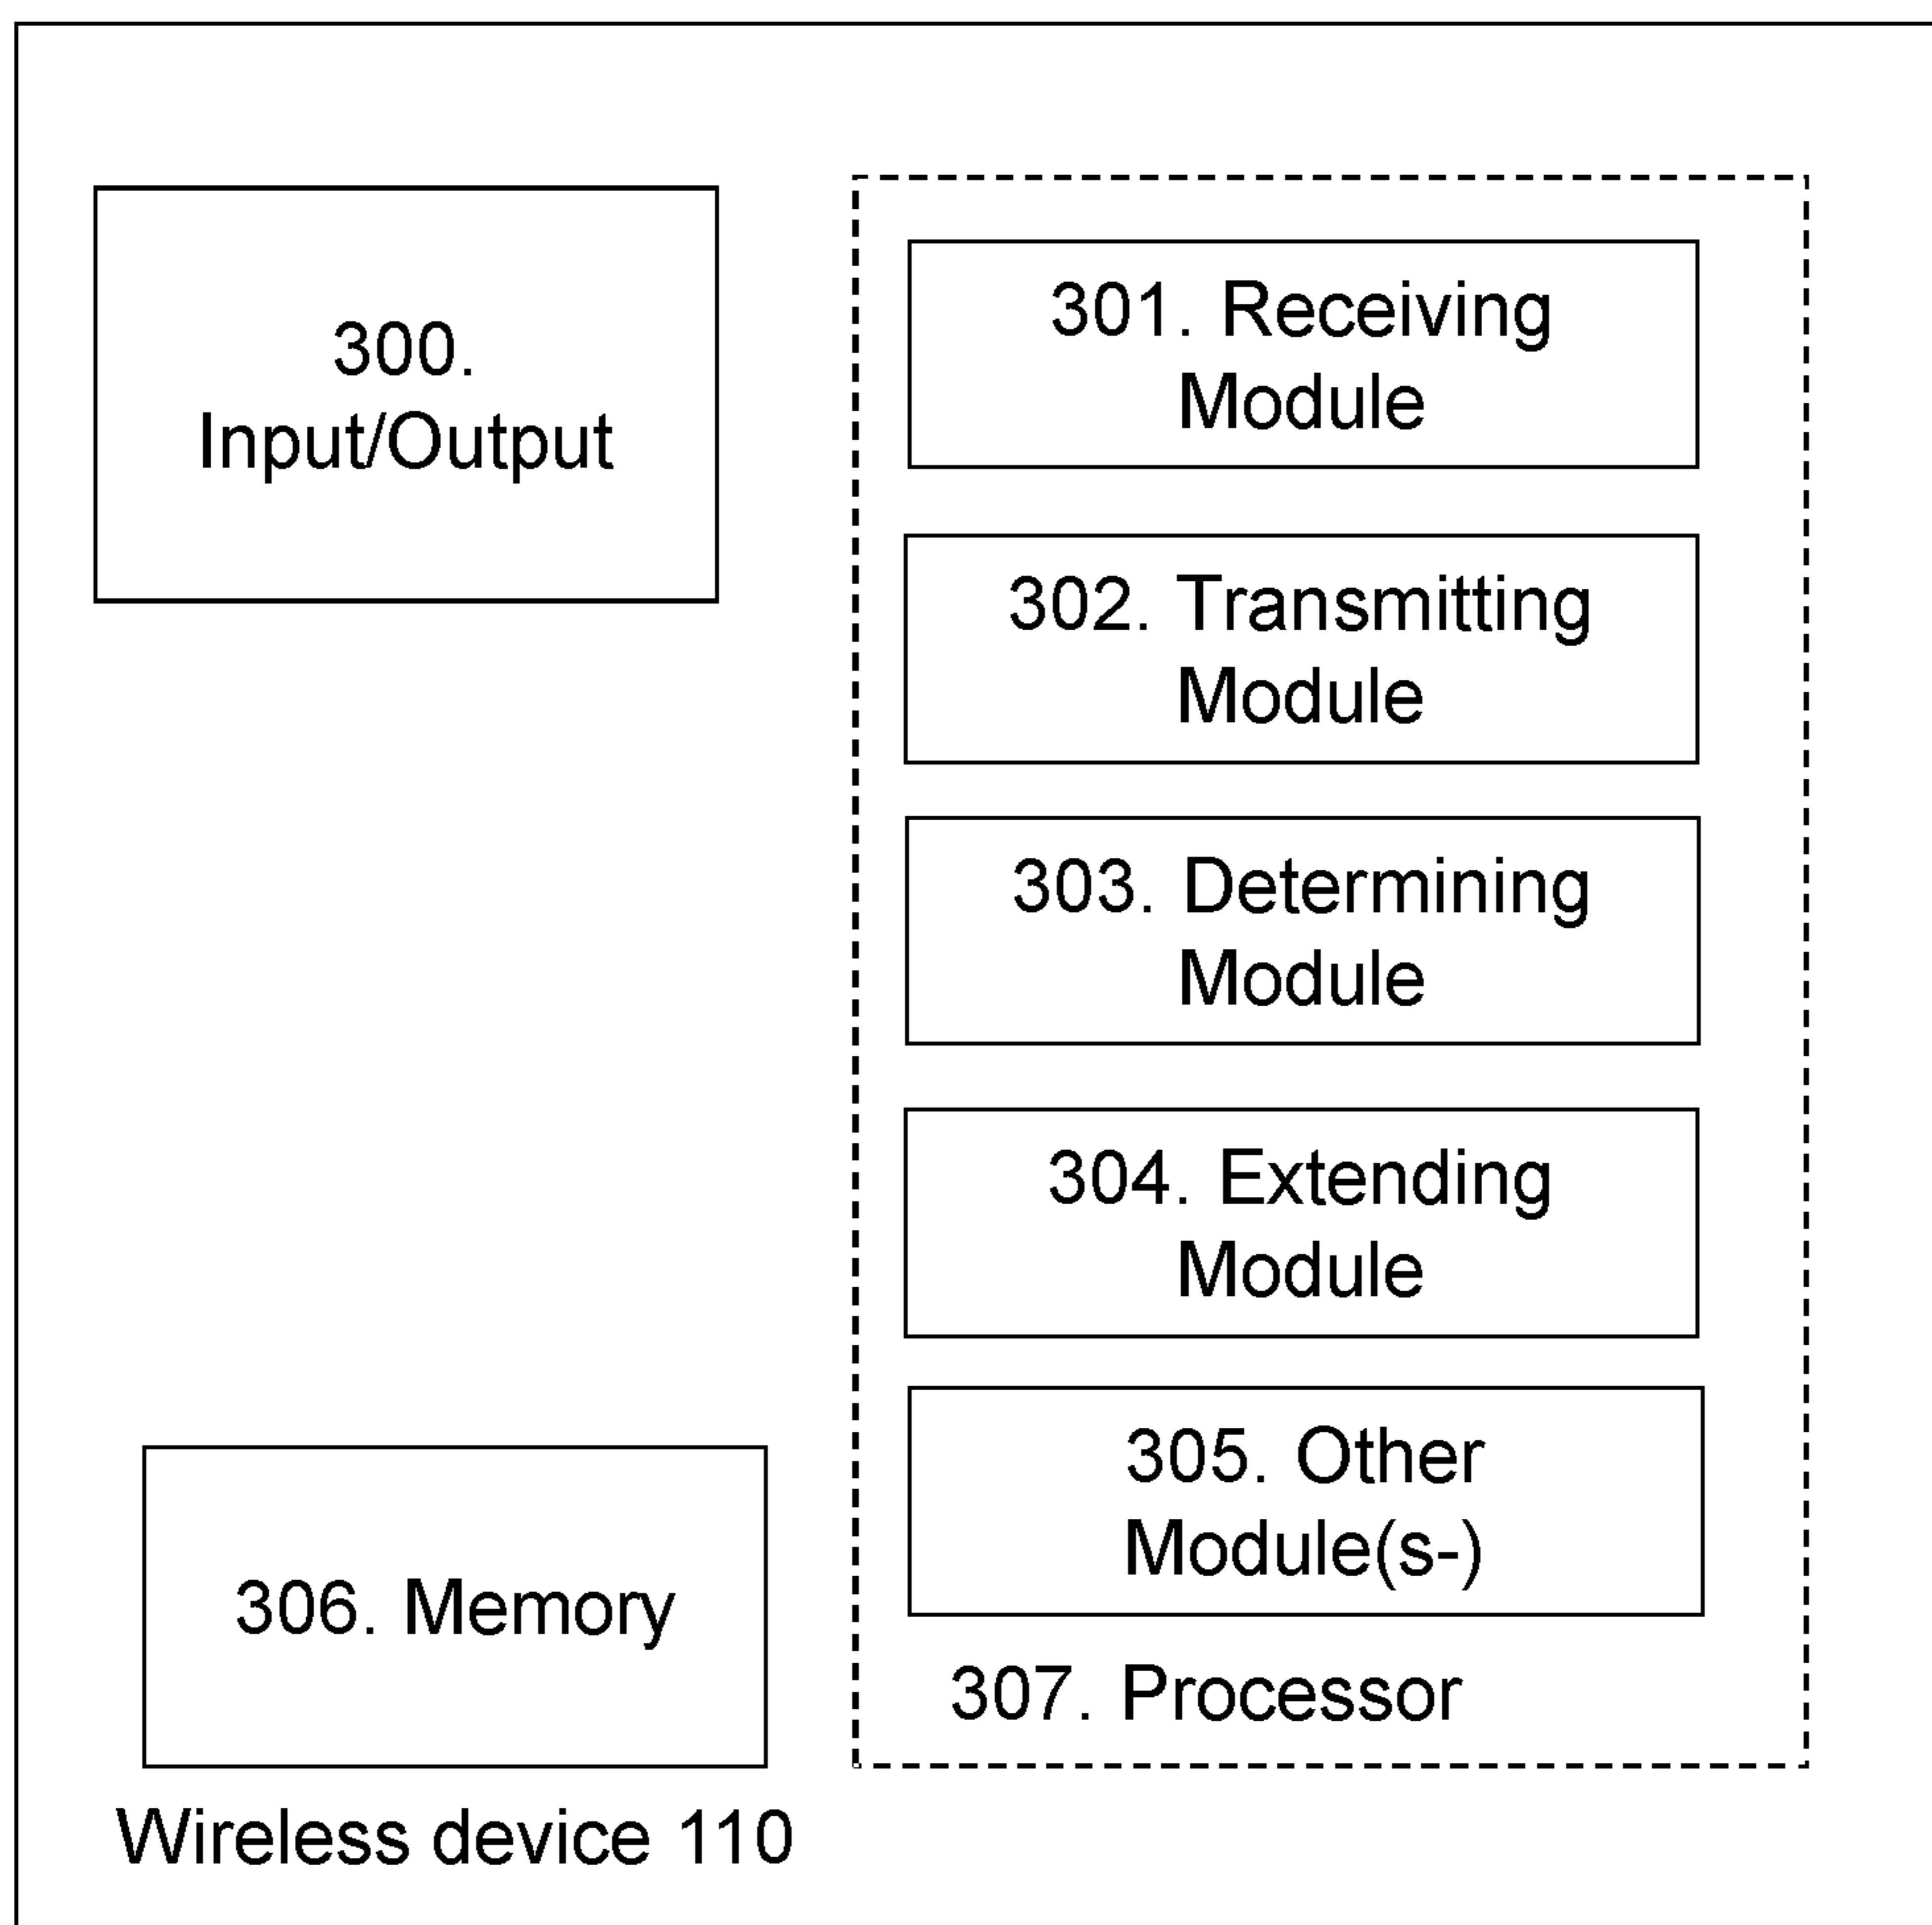 300.
Input/Output
301. Receiving
Module
302. Transmitting
Module
303. Determining
Module
304. Extending
Module
305. Other
Module(s-)
306. Memory
307. Processor
Wireless device 110